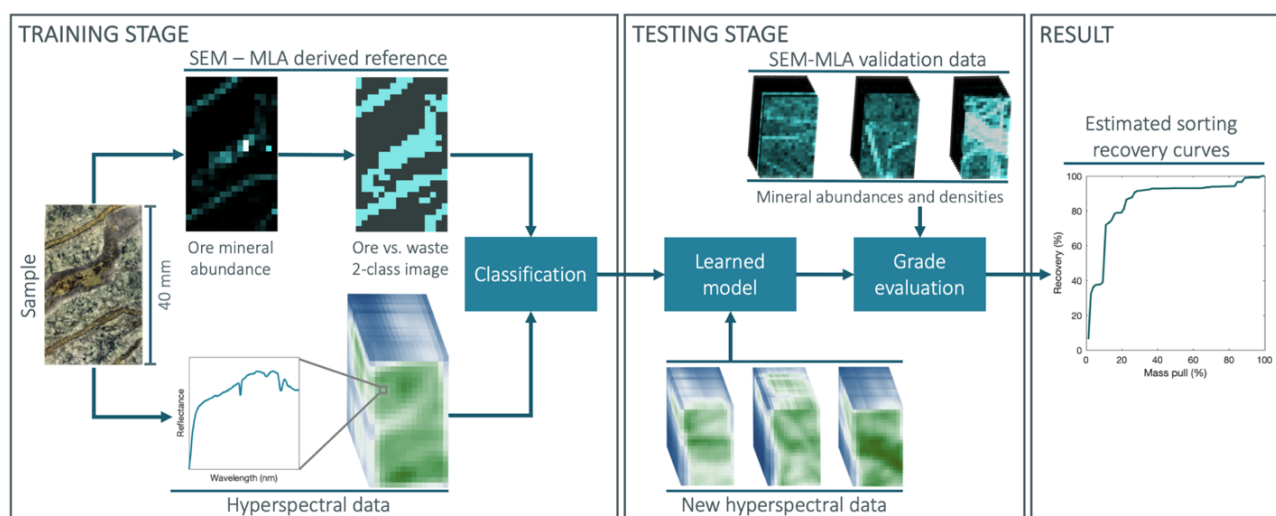 TRAINING STAGE
SEM – MLA derived reference
Ore mineral
abundance
Ore vs. waste
2-class image
Sample
40 mm
Classification
Reflectance
Wavelength (nm)
Hyperspectral data
TESTING STAGE
SEM-MLA validation data
Mineral abundances and densities
Learned
model
Grade
evaluation
New hyperspectral data
RESULT
Estimated sorting
recovery curves
Recovery (%)
100
80
60
40
20
0
0
20
40
60
80
100
Mass pull (%)